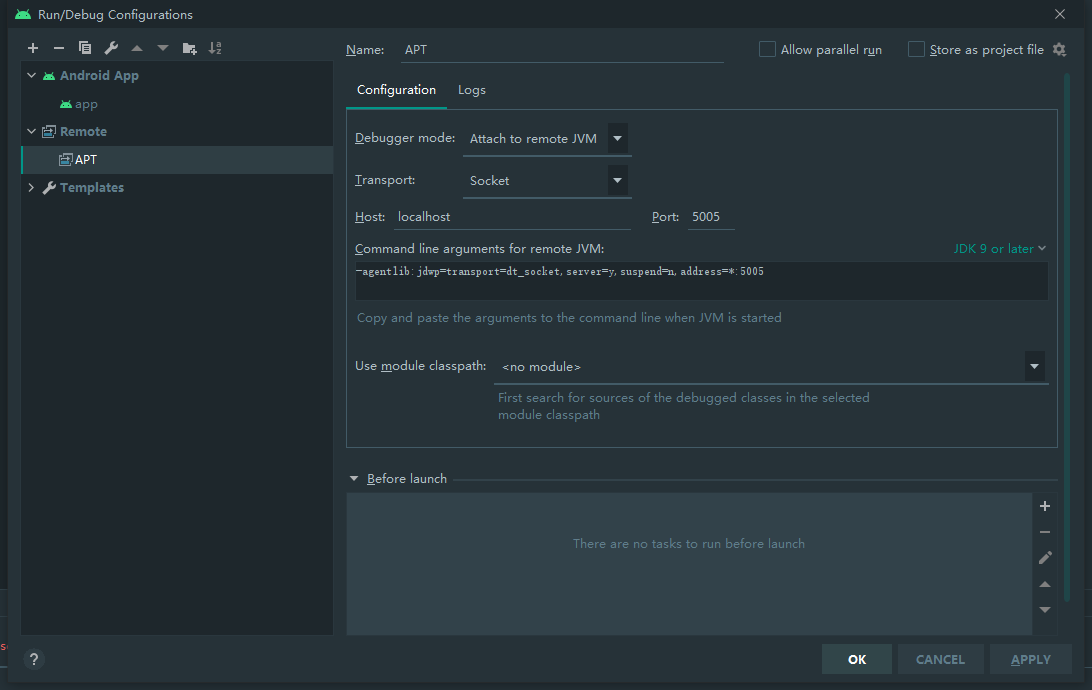 Run/Debug Configurations
Name: APT
Allow parallel run
Store as project file
Android App
app
Remote
APT
Templates
Configuration
Logs
Debugger mode: Attach to remote JVM
Transport: Socket
Host: localhost
Port: 5005
Command line arguments for remote JVM:
JDK 9 or later
-agentlib:jdwp=transport=dt_socket,server=y,suspend=n,address=*:5005
Copy and paste the arguments to the command line when JVM is started
Use module classpath: <no module>
First search for sources of the debugged classes in the selected
module classpath
Before launch
There are no tasks to run before launch
?
OK
CANCEL
APPLY